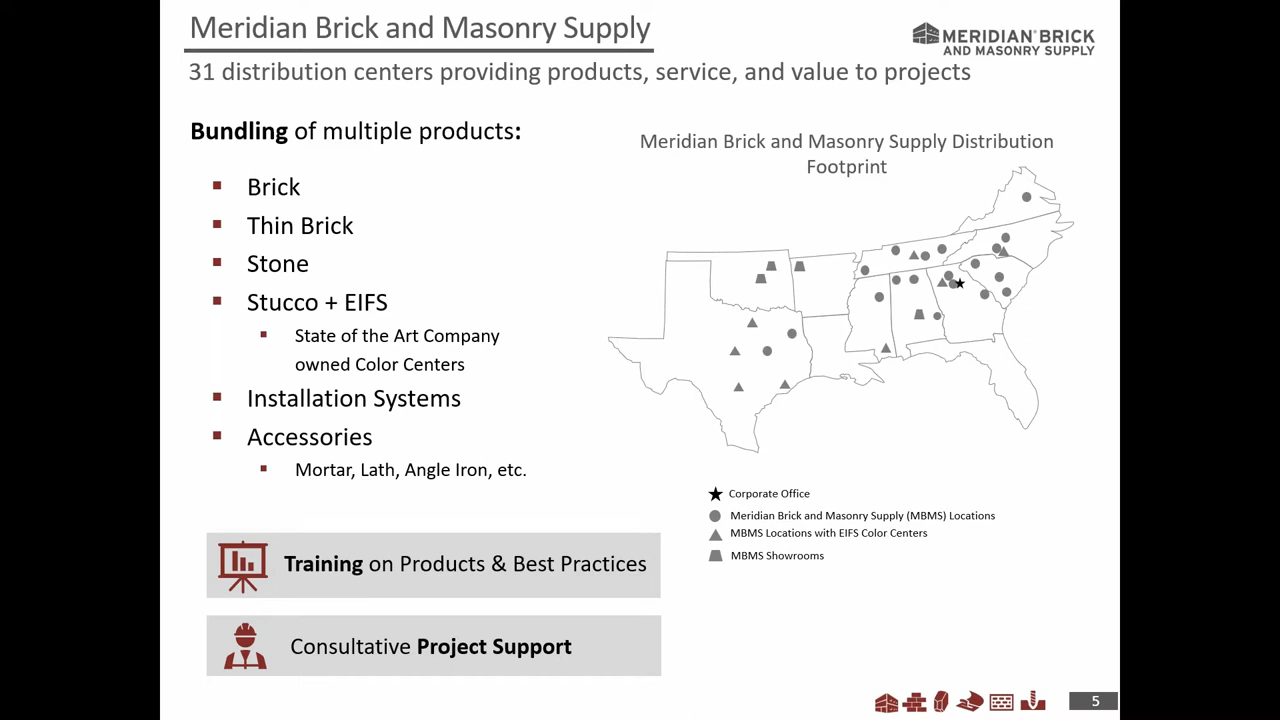 Meridian Brick and Masonry Supply
MERIDIAN® BRICK
AND MASONRY SUPPLY
31 distribution centers providing products, service, and value to projects
Bundling of multiple products:
Brick
Thin Brick
Stone
Stucco + EIFS
State of the Art Company
owned Color Centers
Installation Systems
Accessories
Mortar, Lath, Angle Iron, etc.
Training on Products & Best Practices
Consultative Project Support
Meridian Brick and Masonry Supply Distribution
Footprint
Corporate Office
Meridian Brick and Masonry Supply (MBMS) Locations
MBMS Locations with EIFS Color Centers
MBMS Showrooms
5